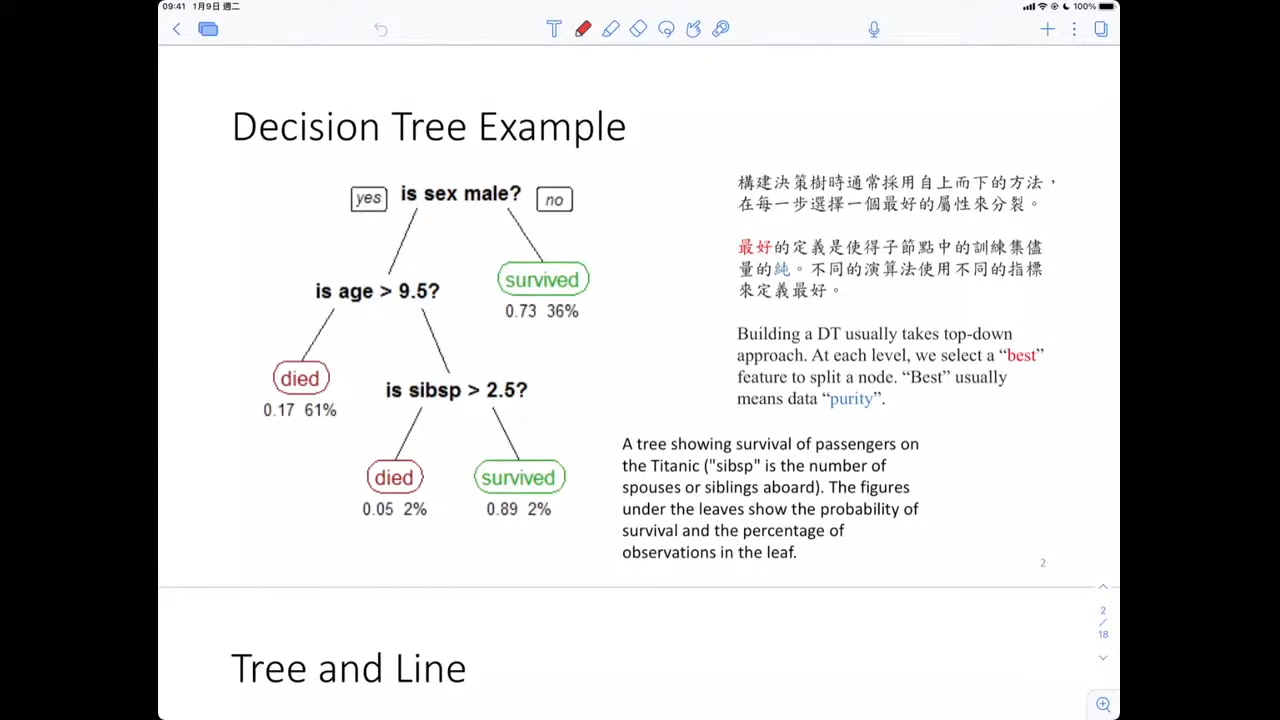 09:41 1月9日 週二
100%
Decision Tree Example
yes
is sex male?
no
survived
0.73 36%
is age > 9.5?
died
0.17 61%
is sibsp > 2.5?
died
0.05 2%
survived
0.89 2%
構建決策樹時通常採用自上而下的方法，
在每一步選擇一個最好的屬性來分裂。
最好的定義是使得子節點中的訓練集儘
量的純。不同的演算法使用不同的指標
來定義最好。
Building a DT usually takes top-down
approach. At each level, we select a “best”
feature to split a node. “Best” usually
means data “purity”.
A tree showing survival of passengers on
the Titanic ("sibsp" is the number of
spouses or siblings aboard). The figures
under the leaves show the probability of
survival and the percentage of
observations in the leaf.
2
2
/
18
Tree and Line